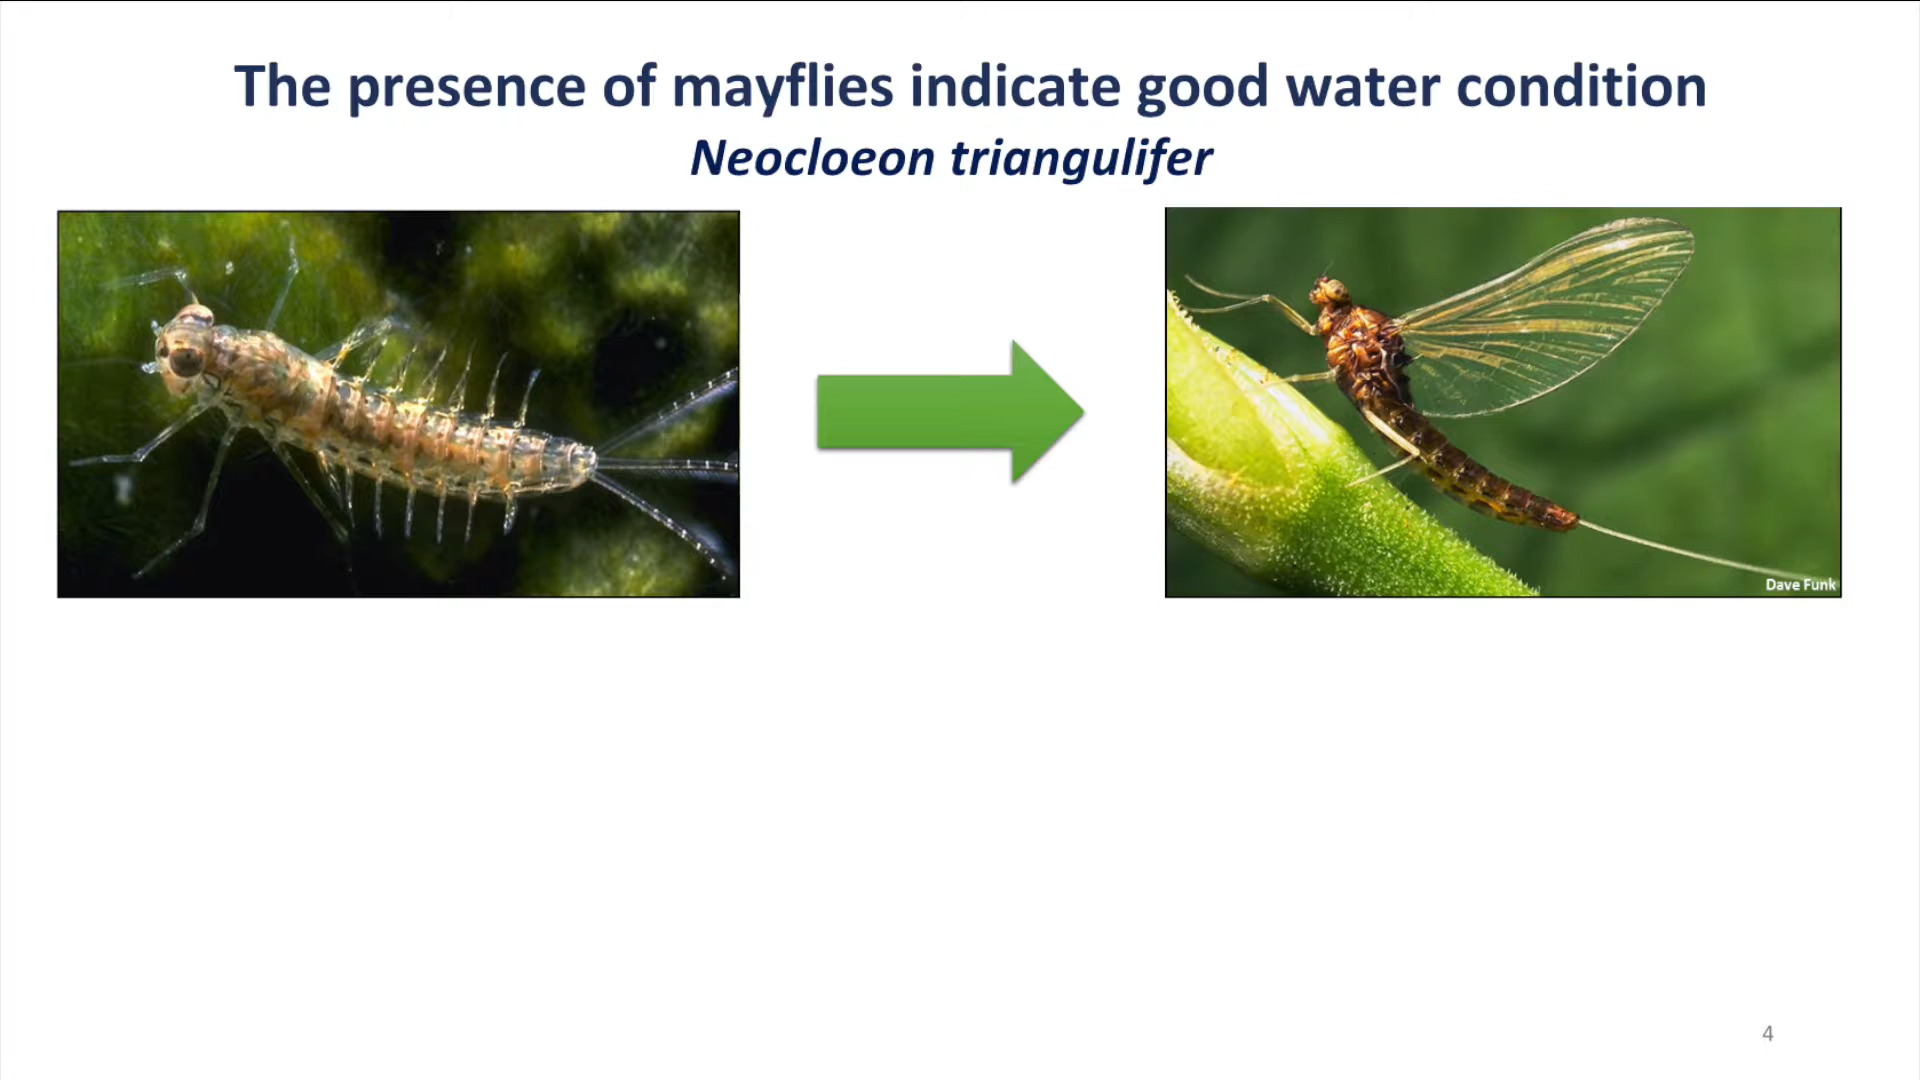 The presence of mayflies indicate good water condition
Neocloeon triangulifer
Dave Funk
4